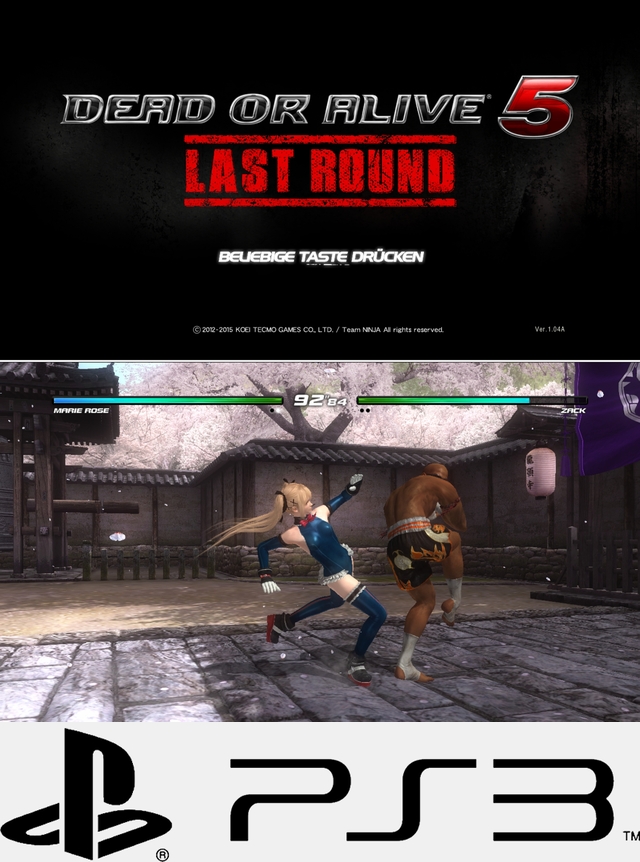 DEAD OR ALIVE 5
LAST ROUND
BELIEBIGE TASTE DRÜCKEN
© 2012-2015 KOEI TECMO GAMES CO., LTD. / Team NINJA All rights reserved.
Ver.1.04A
92"84
MARIE ROSE
ZACK
PS3 TM
®